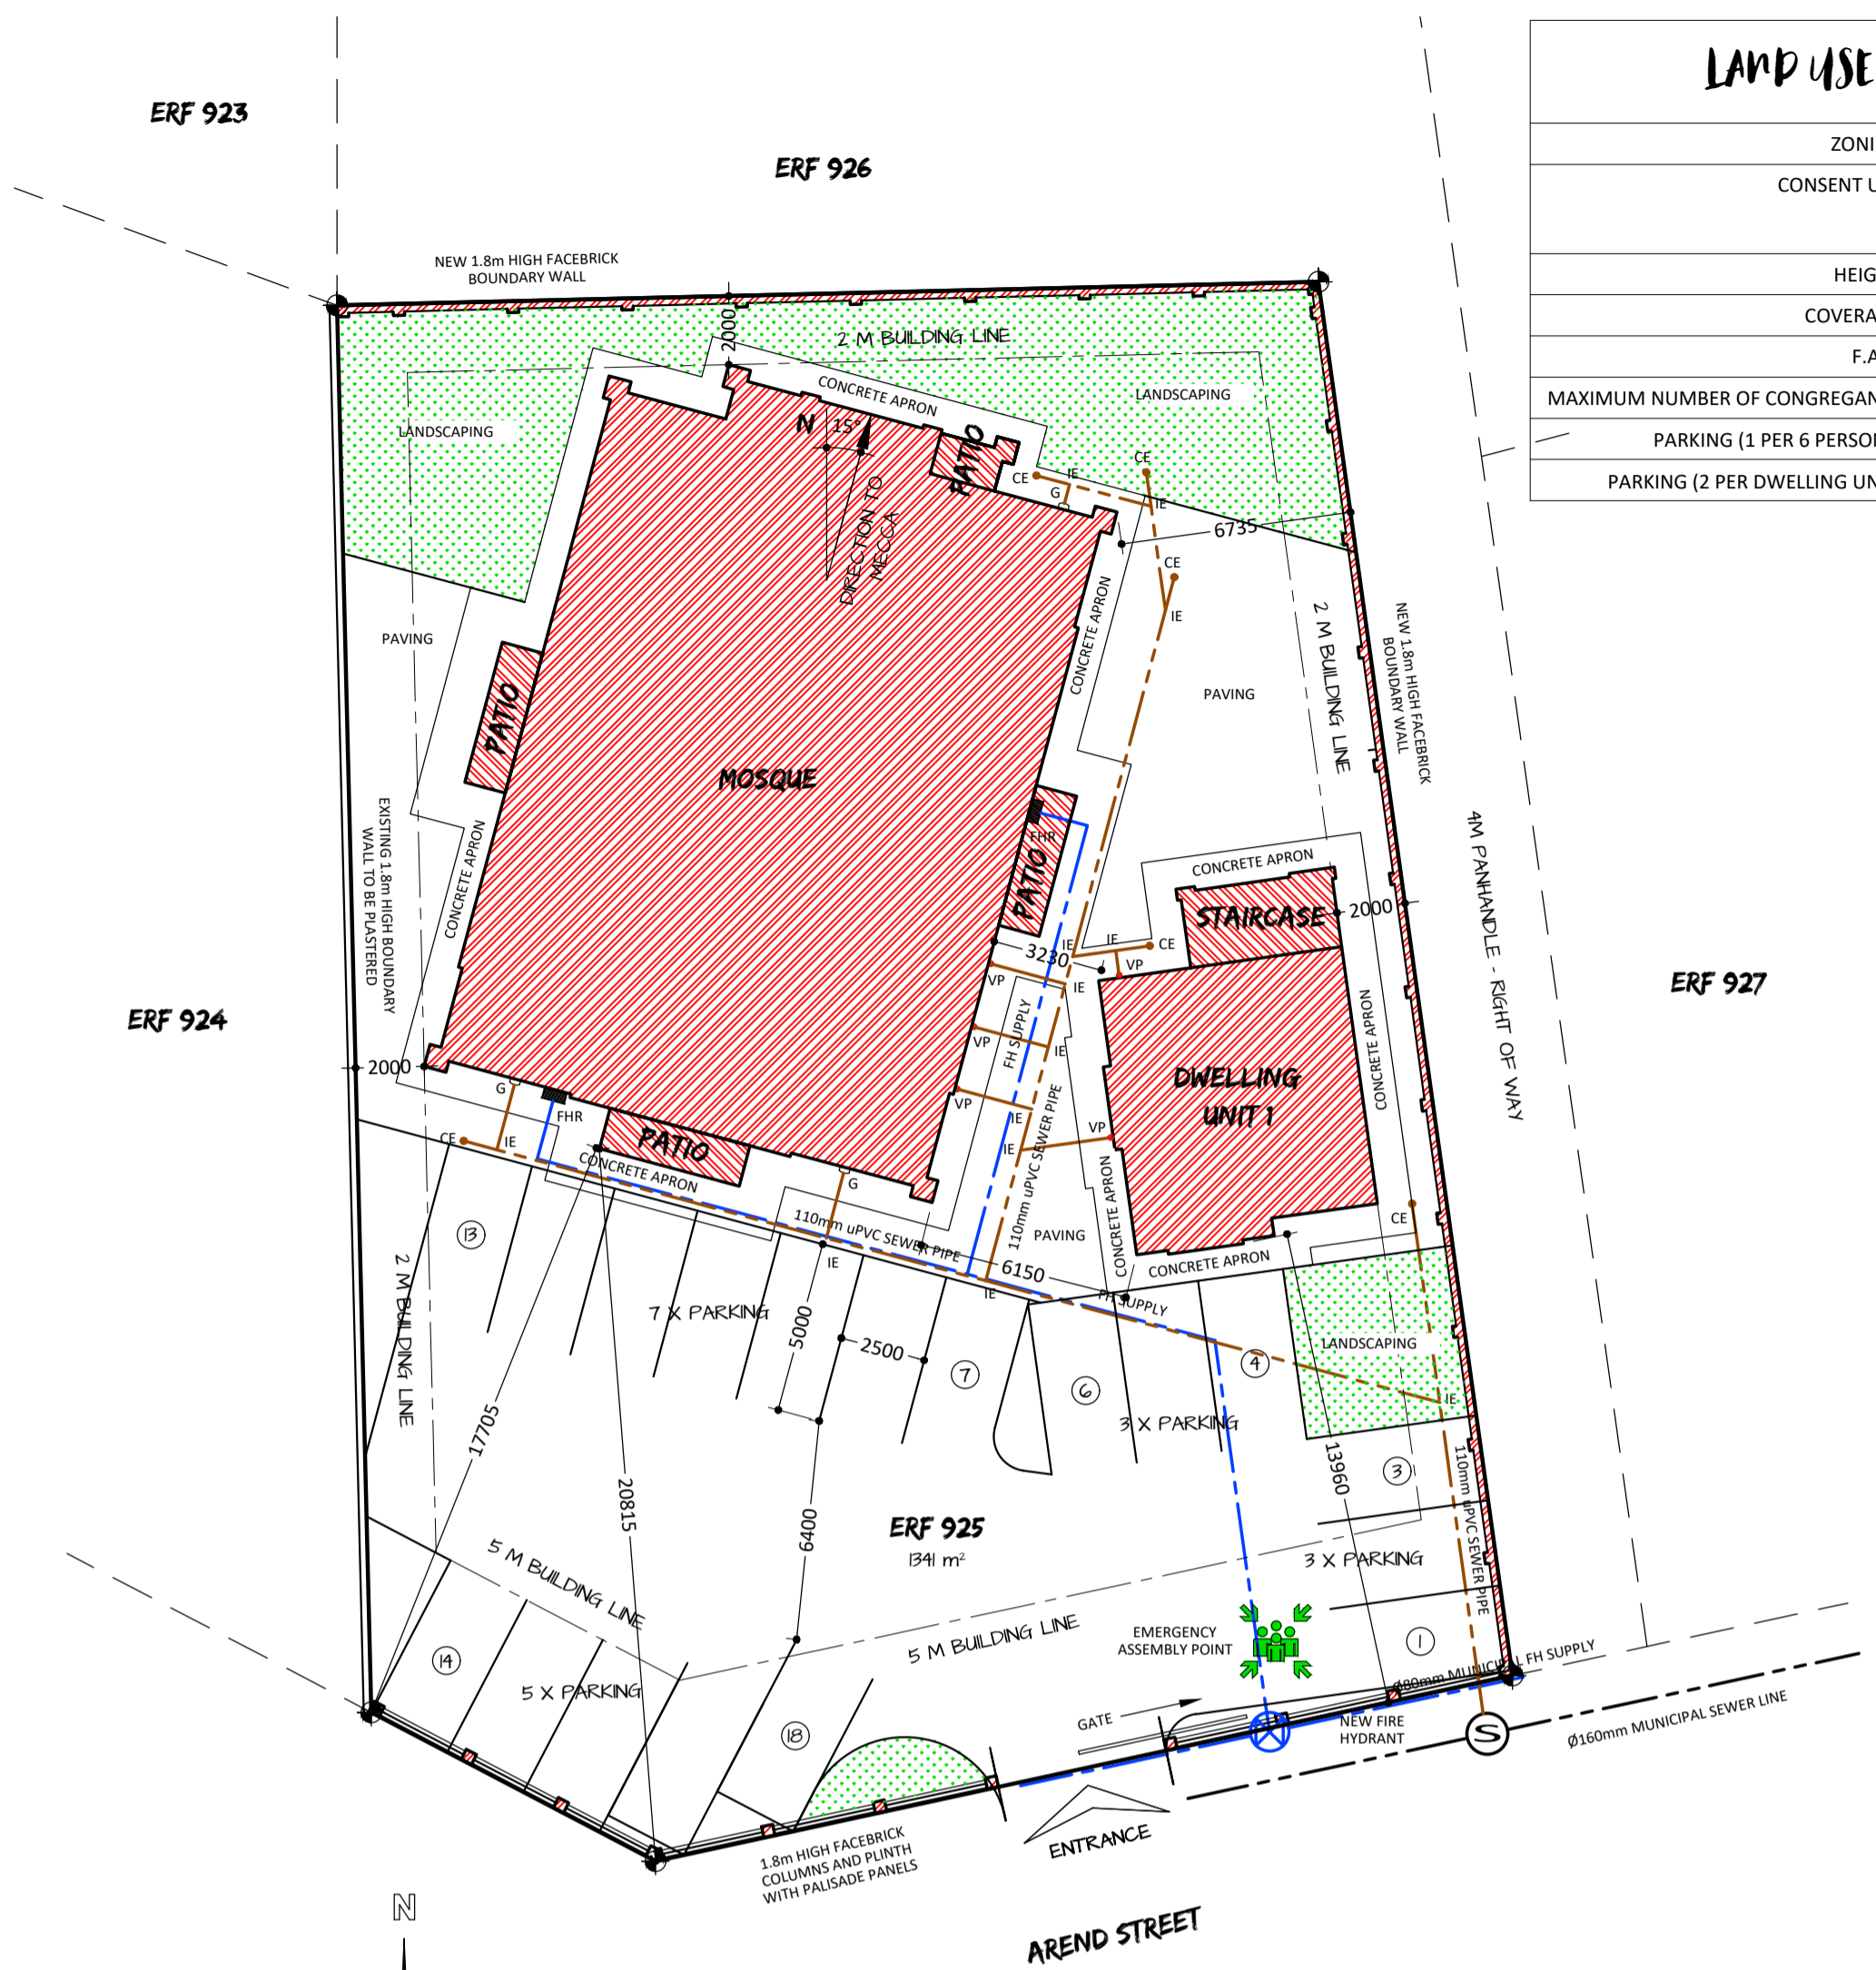 LAND USE
ZONI
CONSENT U
HEIG
COVERA
F.A
MAXIMUM NUMBER OF CONGREGAN
PARKING (1 PER 6 PERSON
PARKING (2 PER DWELLING UN
ERF 923
ERF 926
NEW 1.8m HIGH FACEBRICK
BOUNDARY WALL
2000
2 M BUILDING LINE
CONCRETE APRON
LANDSCAPING
LANDSCAPING
N
15°
PATIO
DIRECTION TO
MECCA
CE
IE
G
CE
IE
6735
CE
IE
CONCRETE APRON
2 M BUILDING LINE
NEW 1.8m HIGH FACEBRICK
BOUNDARY WALL
PAVING
PAVING
PATIO
MOSQUE
EXISTING 1.8m HIGH BOUNDARY
WALL TO BE PLASTERED
CONCRETE APRON
FHR
PATIO
CONCRETE APRON
STAIRCASE
2000
4M PANHANDLE - RIGHT OF WAY
ERF 927
ERF 924
3230
IE
IE
CE
VP
VP
IE
FH SUPPLY
VP
IE
VP
IE
IE
VP
110mm uPVC SEWER PIPE
DWELLING
UNIT 1
CONCRETE APRON
CONCRETE APRON
2000
G
FHR
CE
IE
PATIO
CONCRETE APRON
G
110mm uPVC SEWER PIPE
IE
PAVING
6150
IE
FH SUPPLY
CONCRETE APRON
CE
13
2 M BUILDING LINE
7 X PARKING
5000
2500
7
6
4
LANDSCAPING
IE
3 X PARKING
17705
20815
6400
13960
3
110mm uPVC SEWER PIPE
ERF 925
1341 m²
5 M BUILDING LINE
5 M BUILDING LINE
3 X PARKING
EMERGENCY
ASSEMBLY POINT
1
14
5 X PARKING
18
GATE
Ø80mm MUNICIPAL FH SUPPLY
NEW FIRE
HYDRANT
S
Ø160mm MUNICIPAL SEWER LINE
1.8m HIGH FACEBRICK
COLUMNS AND PLINTH
WITH PALISADE PANELS
ENTRANCE
N
AREND STREET